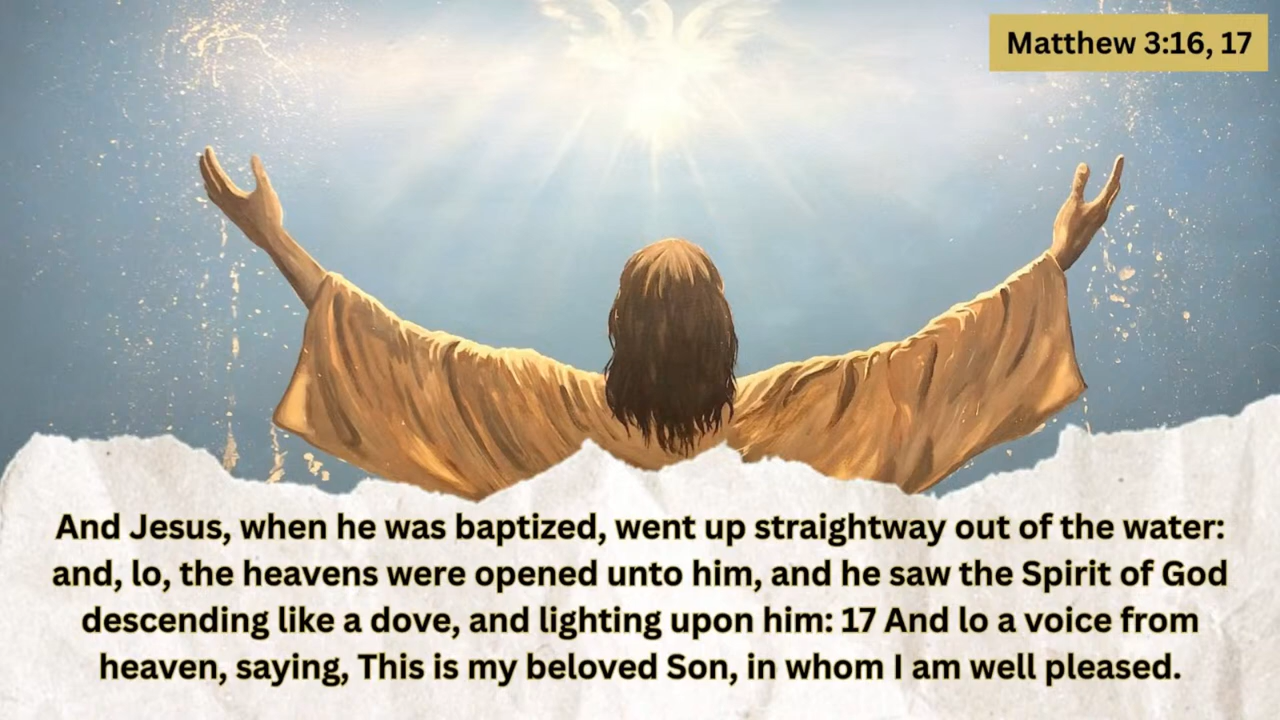 Matthew 3:16, 17
And Jesus, when he was baptized, went up straightway out of the water:
and, lo, the heavens were opened unto him, and he saw the Spirit of God
descending like a dove, and lighting upon him: 17 And lo a voice from
heaven, saying, This is my beloved Son, in whom I am well pleased.